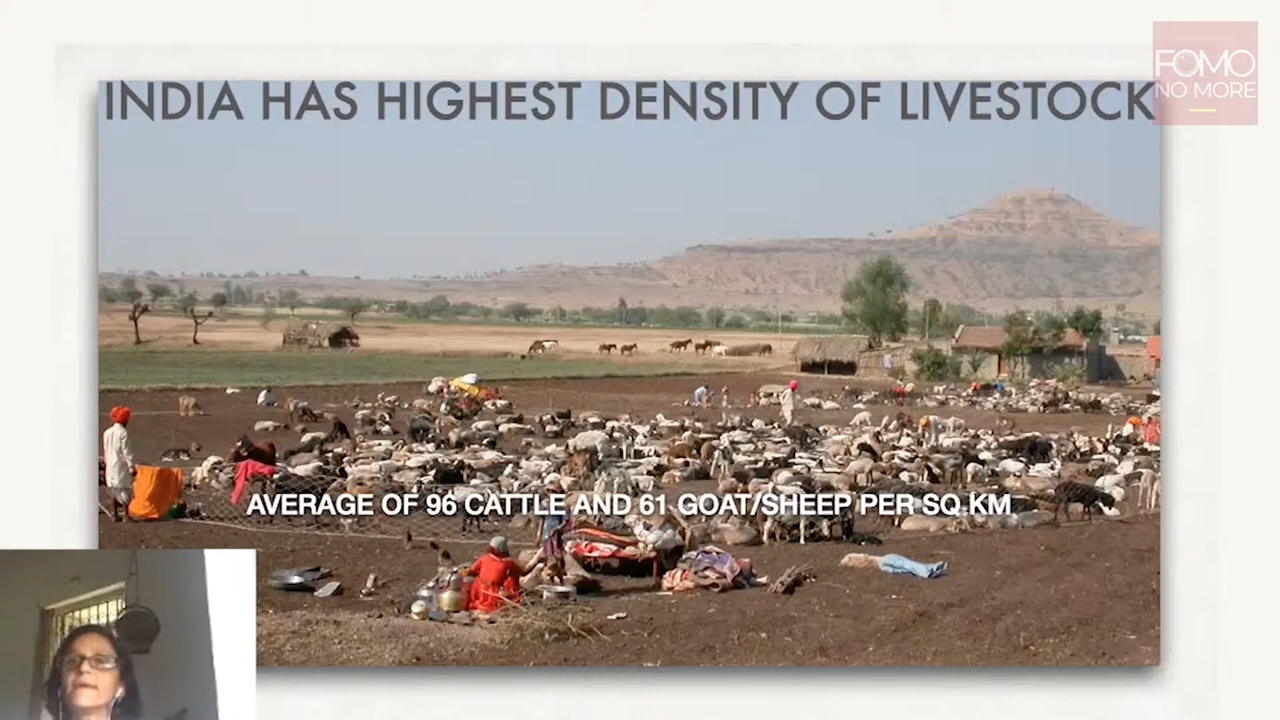 INDIA HAS HIGHEST DENSITY OF LIVESTOCK
FOMO
NO MORE
AVERAGE OF 96 CATTLE AND 61 GOAT/SHEEP PER SQ.KM